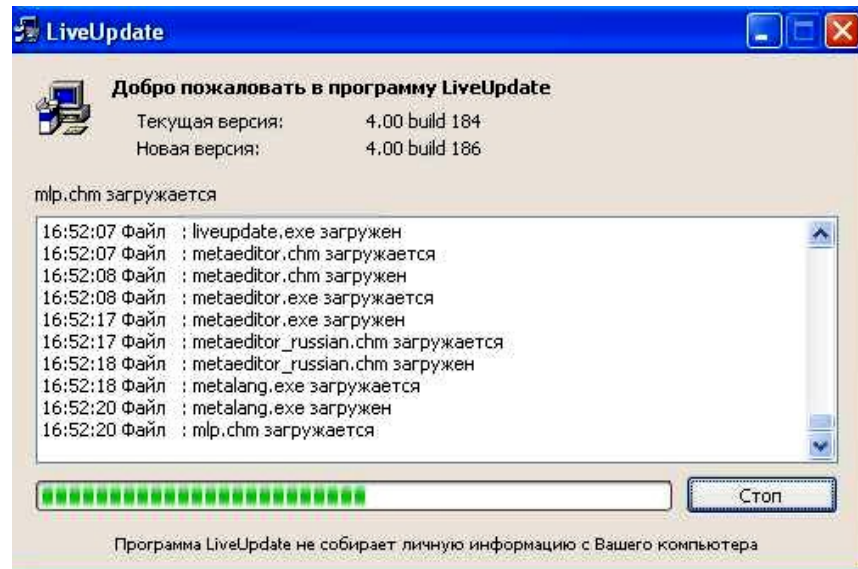 LiveUpdate
Добро пожаловать в программу LiveUpdate
Текущая версия: 4.00 build 184
Новая версия: 4.00 build 186
mlp.chm загружается
16:52:07 Файл : liveupdate.exe загружен
16:52:07 Файл : metaeditor.chm загружается
16:52:08 Файл : metaeditor.chm загружен
16:52:08 Файл : metaeditor.exe загружается
16:52:17 Файл : metaeditor.exe загружен
16:52:17 Файл : metaeditor_russian.chm загружается
16:52:18 Файл : metaeditor_russian.chm загружен
16:52:18 Файл : metalang.exe загружается
16:52:20 Файл : metalang.exe загружен
16:52:20 Файл : mlp.chm загружается
Стоп
Программа LiveUpdate не собирает личную информацию с Вашего компьютера